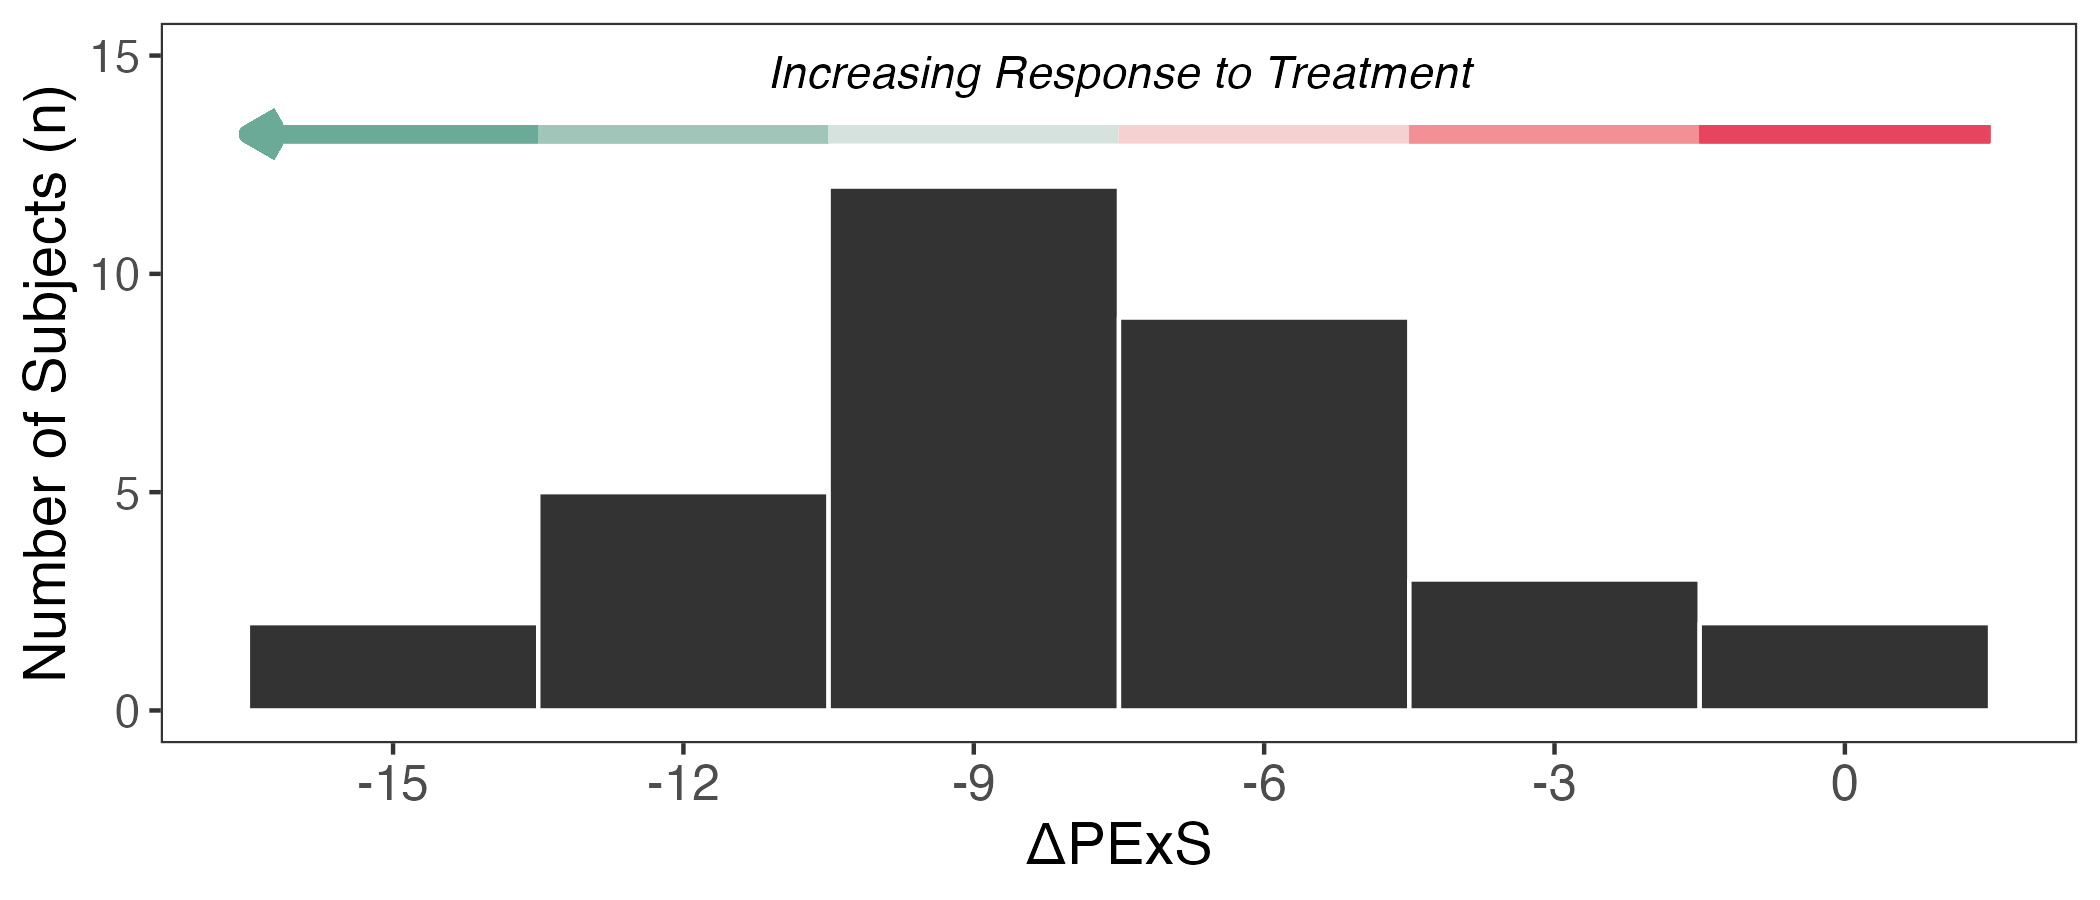 Increasing Response to Treatment
Number of Subjects (n)
15
10
5
0
-15 -12 -9 -6 -3 0
ΔPExS